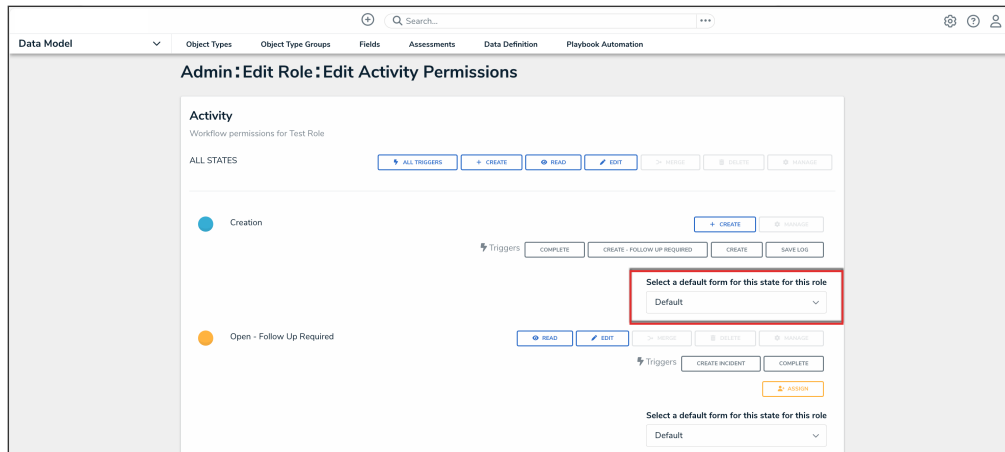 Search...
Data Model
Object Types Object Type Groups Fields Assessments Data Definition Playbook Automation
Admin:Edit Role:Edit Activity Permissions
Activity
Workflow permissions for Test Role
ALL STATES ALL TRIGGERS + CREATE READ EDIT MERGE DELETE MANAGE
Creation + CREATE MANAGE
Triggers COMPLETE CREATE - FOLLOW UP REQUIRED CREATE SAVE LOG
Select a default form for this state for this role
Default
Open - Follow Up Required READ EDIT MERGE DELETE MANAGE
Triggers CREATE INCIDENT COMPLETE
ASSIGN
Select a default form for this state for this role
Default